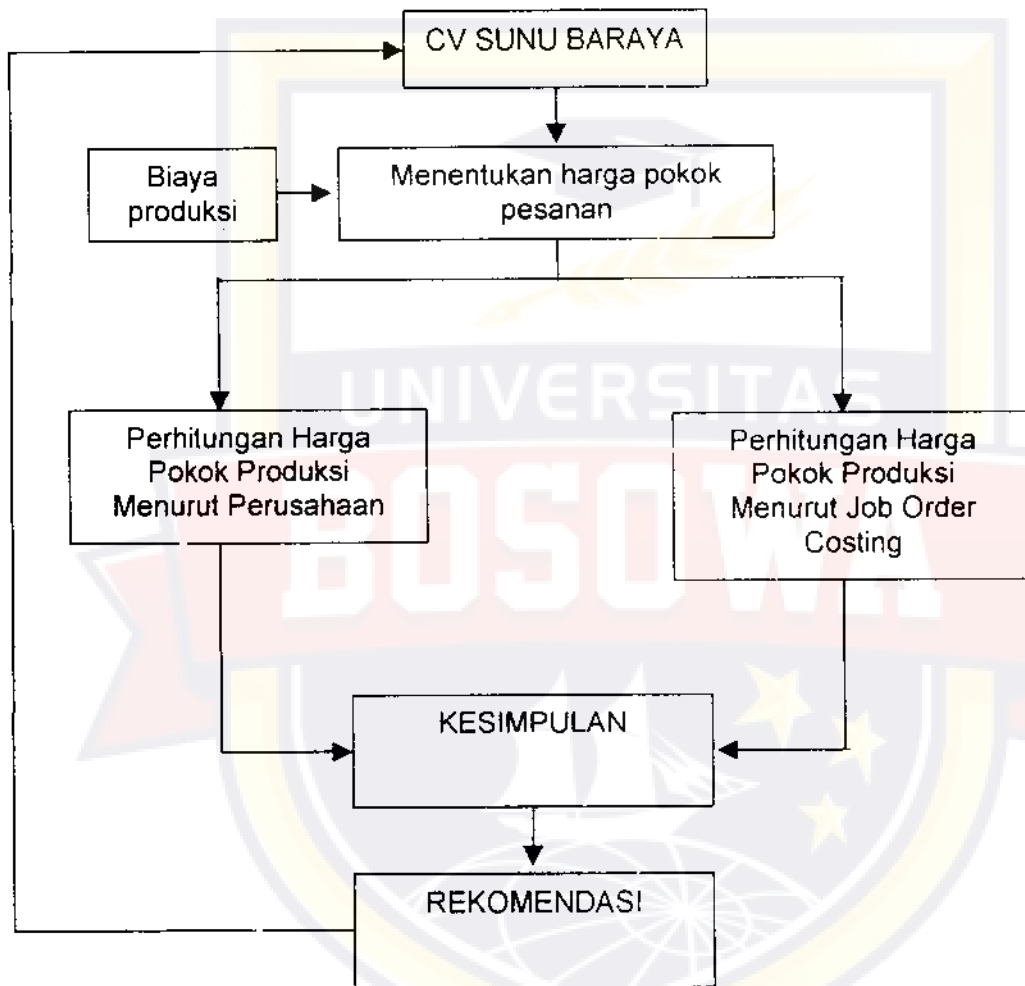 CV SUNU BARAYA
Biaya
produksi
Menentukan harga pokok
pesanan
UNIVERSITAS
BOSOWA
Perhitungan Harga
Pokok Produksi
Menurut Perusahaan
Perhitungan Harga
Pokok Produksi
Menurut Job Order
Costing
KESIMPULAN
REKOMENDASI